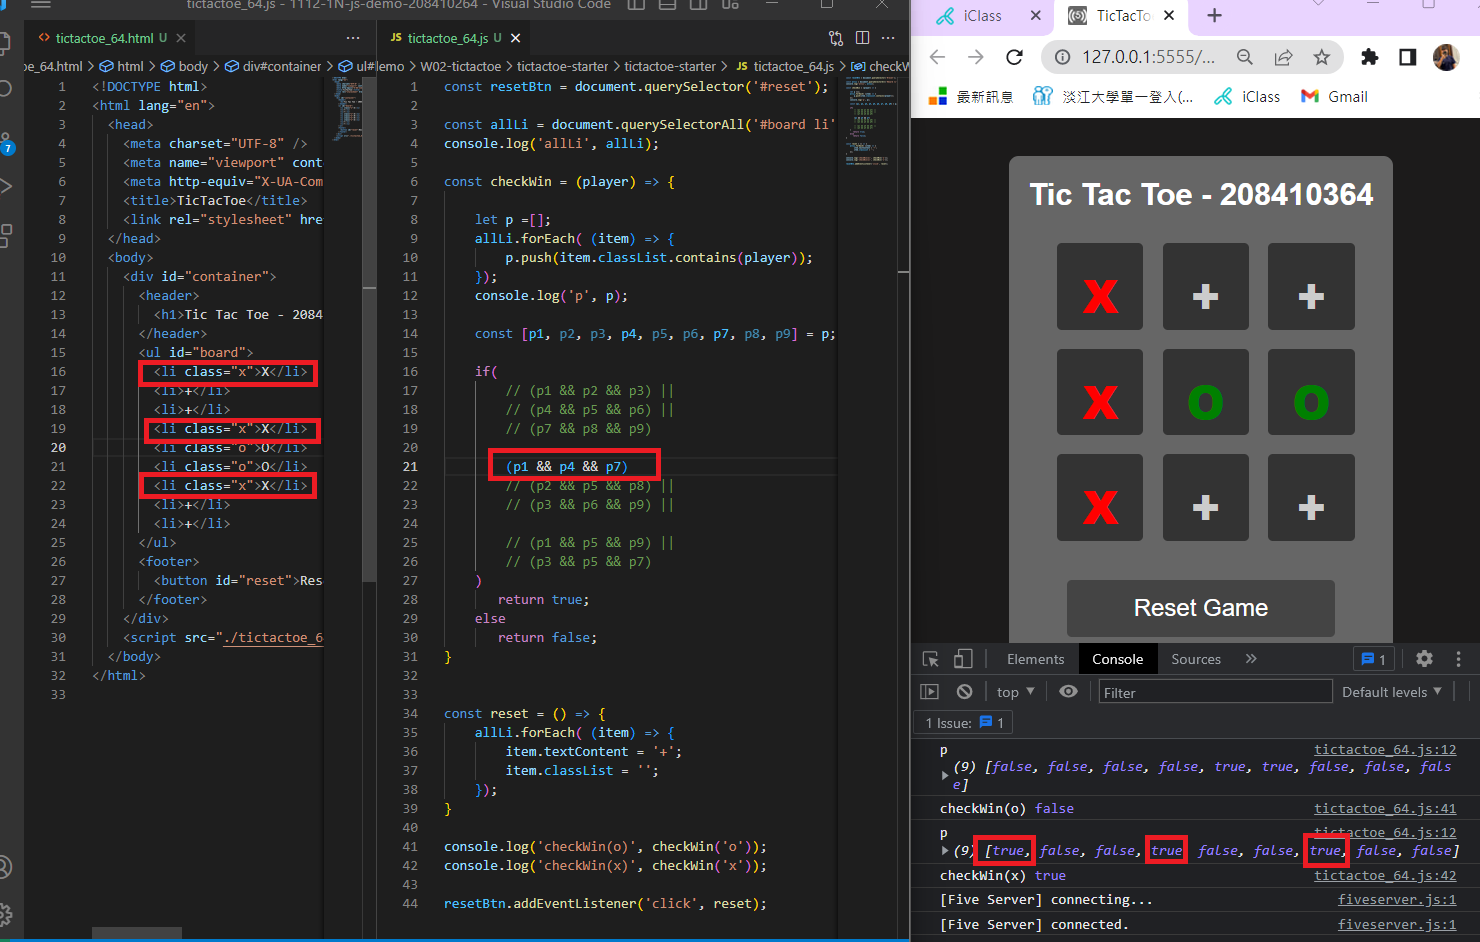 tictactoe_64.js - 1112-1N-js-demo-208410264 - Visual Studio Code
<> tictactoe_64.html U ×
...
oe_64.html > html > body > div#container > ul#
1 <!DOCTYPE html>
2 <html lang="en">
3 <head>
4 <meta charset="UTF-8" />
5 <meta name="viewport" cont
6 <meta http-equiv="X-UA-Com
7 <title>TicTacToe</title>
8 <link rel="stylesheet" hre
9 </head>
10 <body>
11 <div id="container">
12 <header>
13 <h1>Tic Tac Toe - 2084
14 </header>
15 <ul id="board">
16 <li class="x">X</li>
17 <li>+</li>
18 <li>+</li>
19 <li class="x">X</li>
20 <li class="o">O</li>
21 <li class="o">O</li>
22 <li class="x">X</li>
23 <li>+</li>
24 <li>+</li>
25 </ul>
26 <footer>
27 <button id="reset">Res
28 </footer>
29 </div>
30 <script src="./tictactoe_6
31 </body>
32 </html>
33
7
JS tictactoe_64.js U ×
...
demo > W02-tictactoe > tictactoe-starter > tictactoe-starter > JS tictactoe_64.js > checkW
1 const resetBtn = document.querySelector('#reset');
2
3 const allLi = document.querySelectorAll('#board li'
4 console.log('allLi', allLi);
5
6 const checkWin = (player) => {
7
8 let p =[];
9 allLi.forEach( (item) => {
10 p.push(item.classList.contains(player));
11 });
12 console.log('p', p);
13
14 const [p1, p2, p3, p4, p5, p6, p7, p8, p9] = p;
15
16 if(
17 // (p1 && p2 && p3) ||
18 // (p4 && p5 && p6) ||
19 // (p7 && p8 && p9)
20
21 (p1 && p4 && p7)
22 // (p2 && p5 && p8) ||
23 // (p3 && p6 && p9) ||
24
25 // (p1 && p5 && p9) ||
26 // (p3 && p5 && p7)
27 )
28 return true;
29 else
30 return false;
31 }
32
33
34 const reset = () => {
35 allLi.forEach( (item) => {
36 item.textContent = '+';
37 item.classList = '';
38 });
39 }
40
41 console.log('checkWin(o)', checkWin('o'));
42 console.log('checkWin(x)', checkWin('x'));
43
44 resetBtn.addEventListener('click', reset);
iClass × TicTacTo × +
127.0.0.1:5555/...
最新訊息 淡江大學單一登入(... iClass Gmail
Tic Tac Toe - 208410364
X + +
X O O
X + +
Reset Game
Elements Console Sources » 1
top ▼ Filter Default levels ▼
1 Issue: 1
p tictactoe_64.js:12
(9) [false, false, false, false, true, true, false, false, fals
e]
checkWin(o) false tictactoe_64.js:41
p tictactoe_64.js:12
(9) [true, false, false, true, false, false, true, false, false]
checkWin(x) true tictactoe_64.js:42
[Five Server] connecting... fiveserver.js:1
[Five Server] connected. fiveserver.js:1